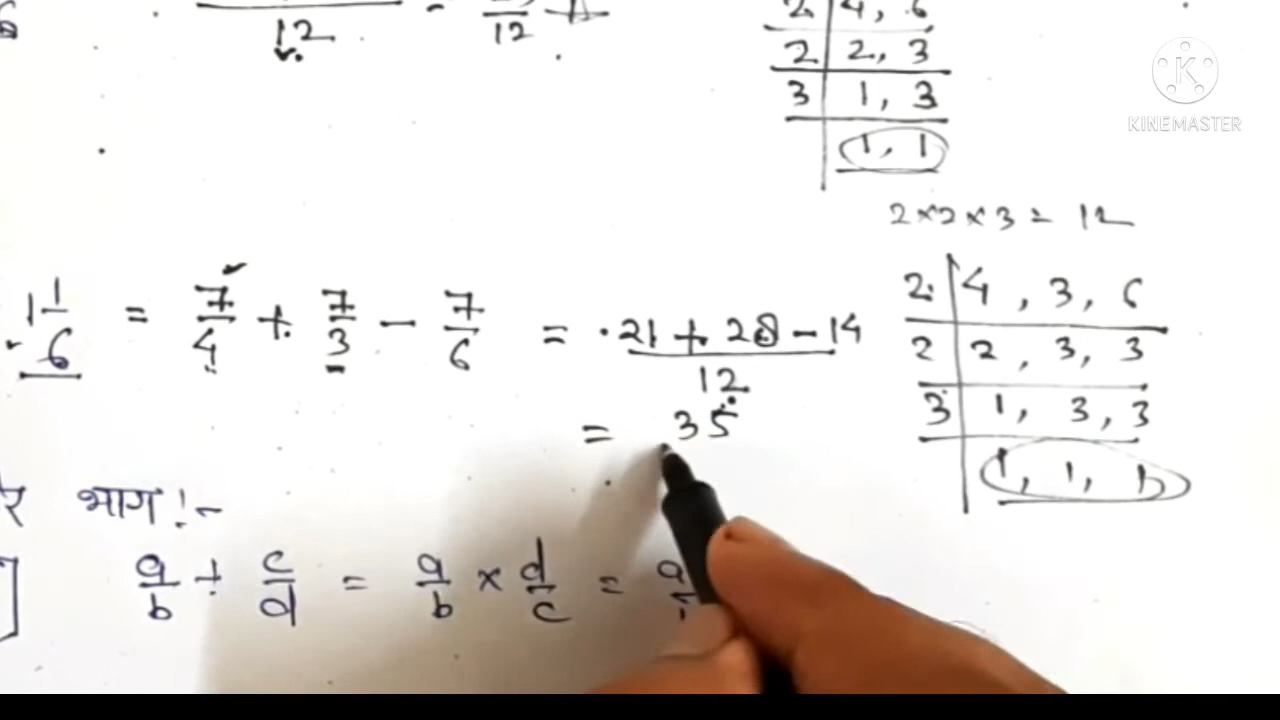 12 = 12
2 | 4, 6
2 | 2, 3
3 | 1, 3
1, 1
KINEMASTER
2 × 2 × 3 = 12
1 1/6 = 7/4 + 7/3 - 7/6 = 21 + 28 - 14 / 12
= 35
2 | 4, 3, 6
2 | 2, 3, 3
3 | 1, 3, 3
1, 1, 1
भाग :-
a/b ÷ c/d = a/b × d/c = a